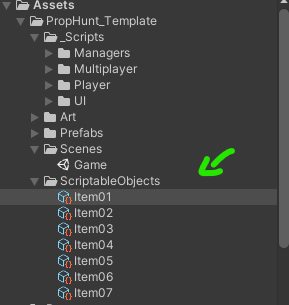 Assets
PropHunt_Template
_Scripts
Managers
Multiplayer
Player
UI
Art
Prefabs
Scenes
Game
ScriptableObjects
Item01
Item02
Item03
Item04
Item05
Item06
Item07